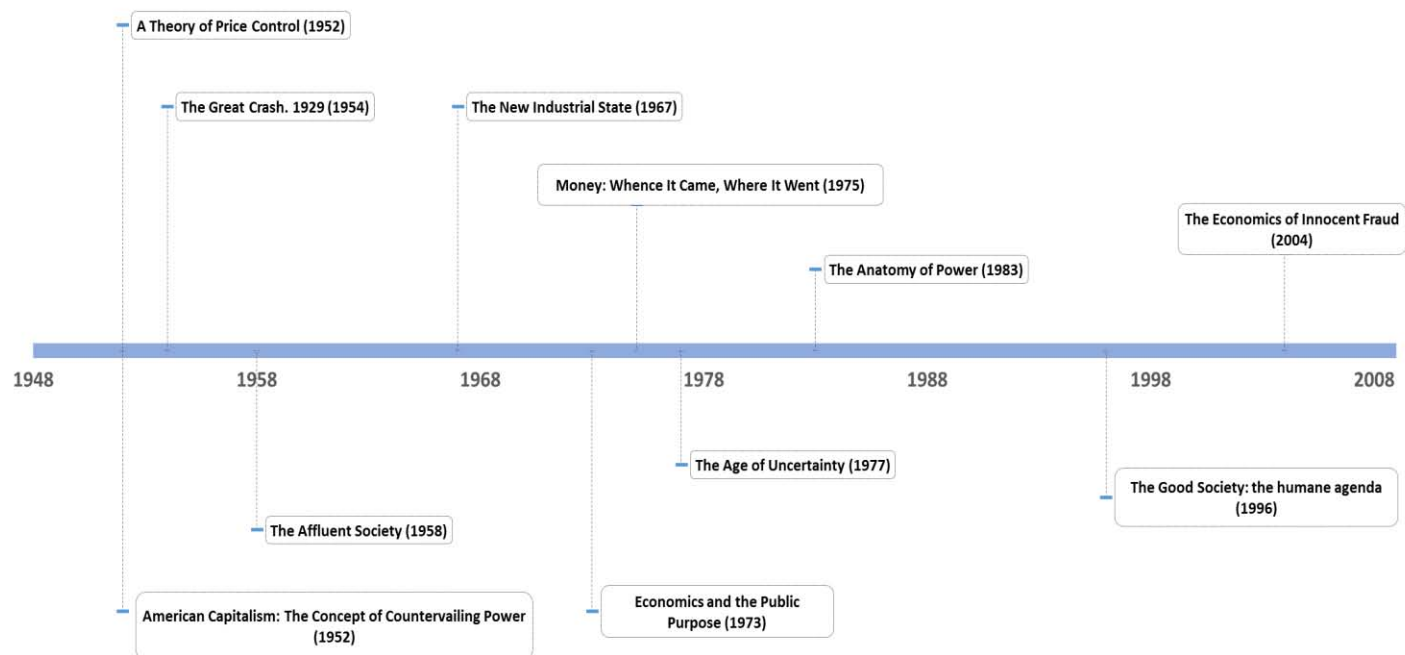 A Theory of Price Control (1952)
The Great Crash. 1929 (1954)
The New Industrial State (1967)
Money: Whence It Came, Where It Went (1975)
The Economics of Innocent Fraud
(2004)
The Anatomy of Power (1983)
1948
1958
1968
1978
1988
1998
2008
The Age of Uncertainty (1977)
The Good Society: the humane agenda
(1996)
The Affluent Society (1958)
American Capitalism: The Concept of Countervailing Power
(1952)
Economics and the Public
Purpose (1973)